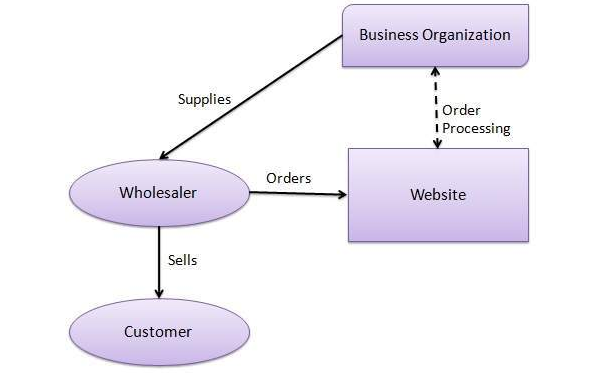 Business Organization
Supplies
Order
Processing
Wholesaler
Orders
Website
Sells
Customer